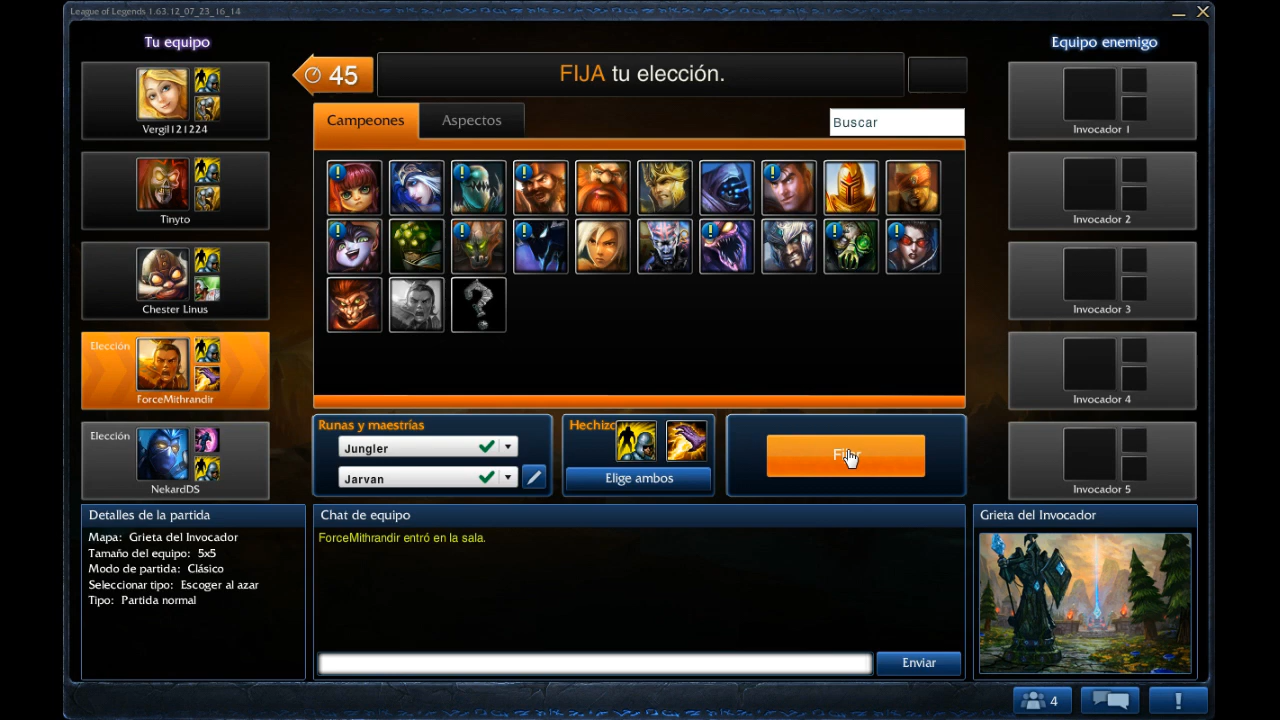 League of Legends 1.63.12_07_23_16_14
Tu equipo
Equipo enemigo
45
FIJA tu elección.
Campeones
Aspectos
Buscar
Vergil121224
Tinyto
Chester Linus
Elección
ForceMithrandir
Elección
NekardDS
Invocador 1
Invocador 2
Invocador 3
Invocador 4
Invocador 5
Runas y maestrías
Jungler
Jarvan
Elige ambos
Detalles de la partida
Mapa: Grieta del Invocador
Tamaño del equipo: 5x5
Modo de partida: Clásico
Seleccionar tipo: Escoger al azar
Tipo: Partida normal
Chat de equipo
ForceMithrandir entró en la sala.
Enviar
Grieta del Invocador
4